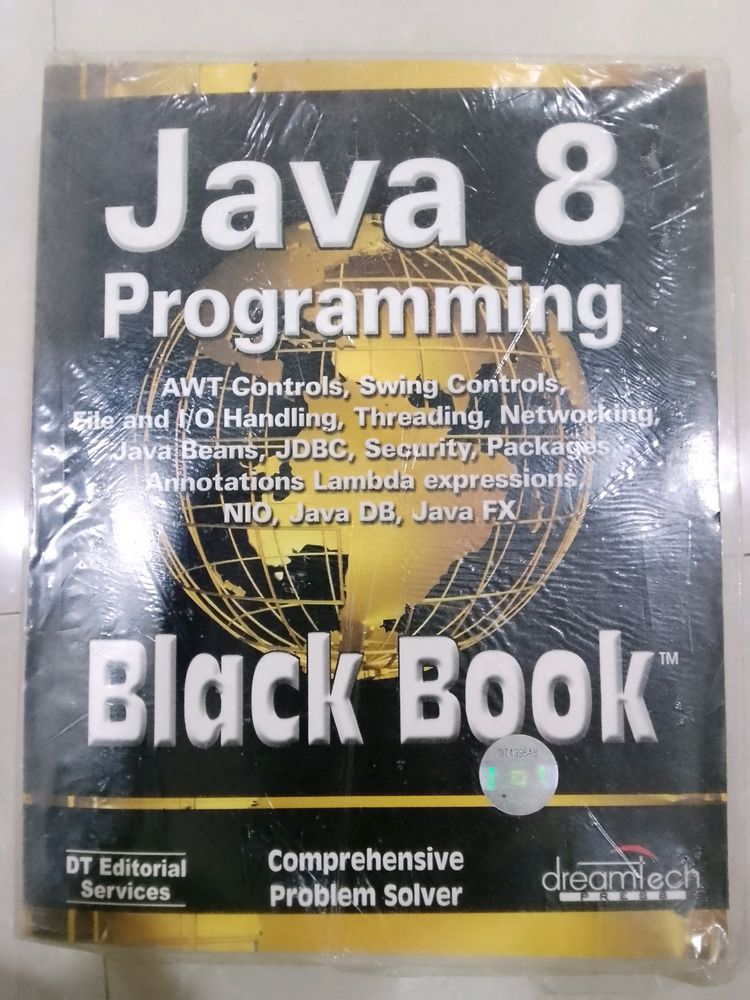 Java 8
Programming
AWT Controls, Swing Controls,
File and I/O Handling, Threading, Networking,
Java Beans, JDBC, Security, Packages
Annotations Lambda expressions,
NIO, Java DB, Java FX
Black Book™
DT499848
DT Editorial
Services
Comprehensive
Problem Solver
dreamtech
PRESS